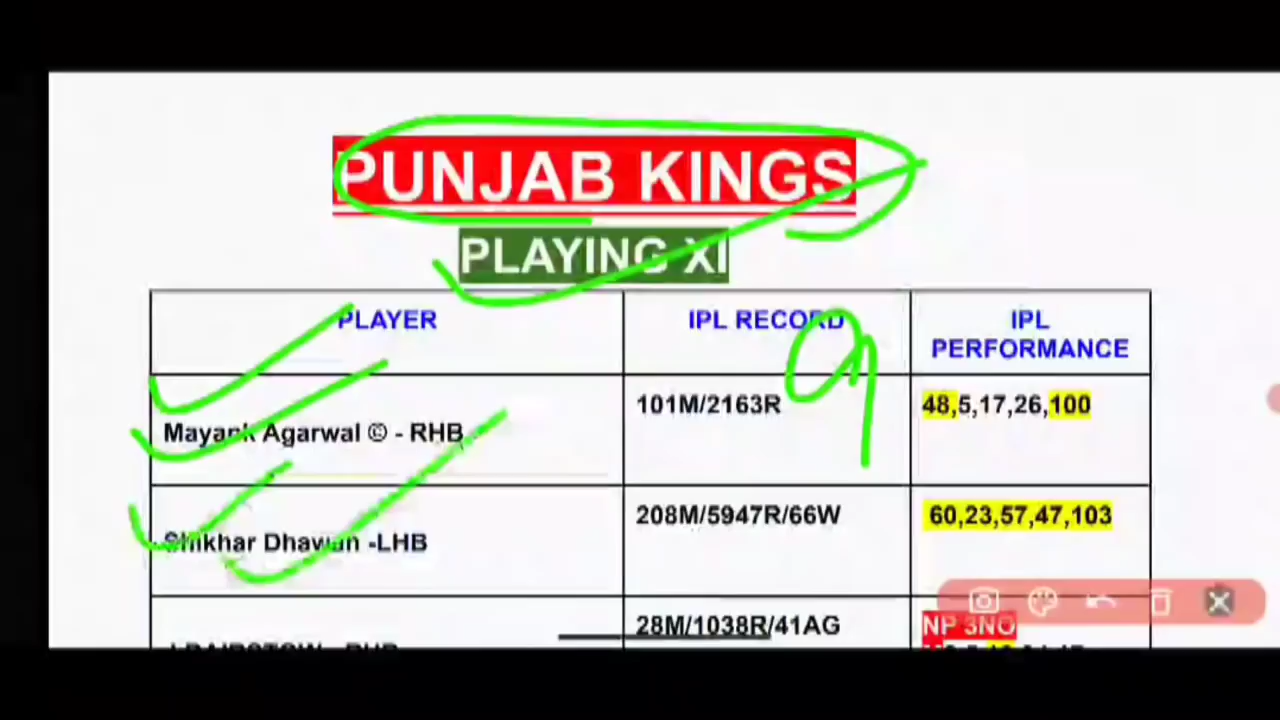 PUNJAB KINGS
PLAYING XI
PLAYER IPL RECORD IPL PERFORMANCE
Mayank Agarwal © - RHB 101M/2163R 48,5,17,26,100
Shikhar Dhawan -LHB 208M/5947R/66W 60,23,57,47,103
28M/1038R/41AG NP 3NO
9